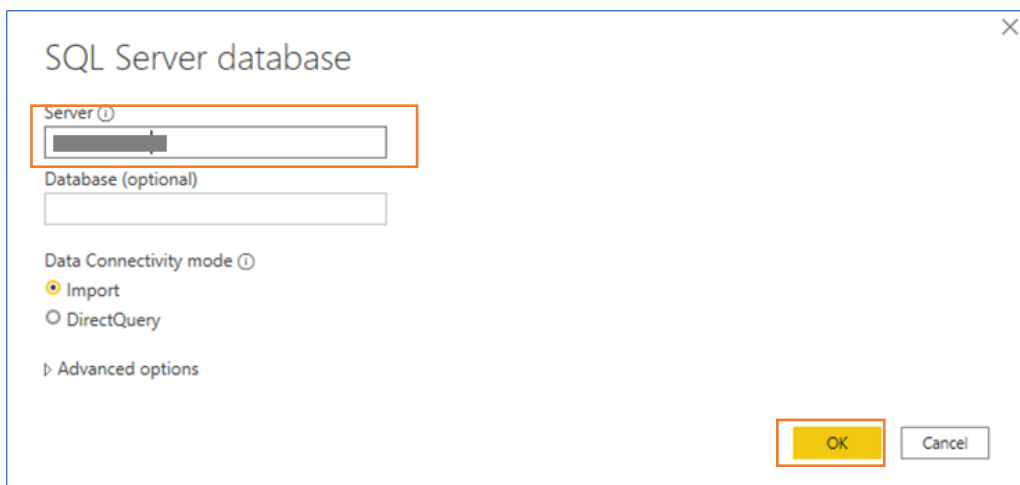 SQL Server database
Server
Database (optional)
Data Connectivity mode
Import
DirectQuery
Advanced options
OK Cancel